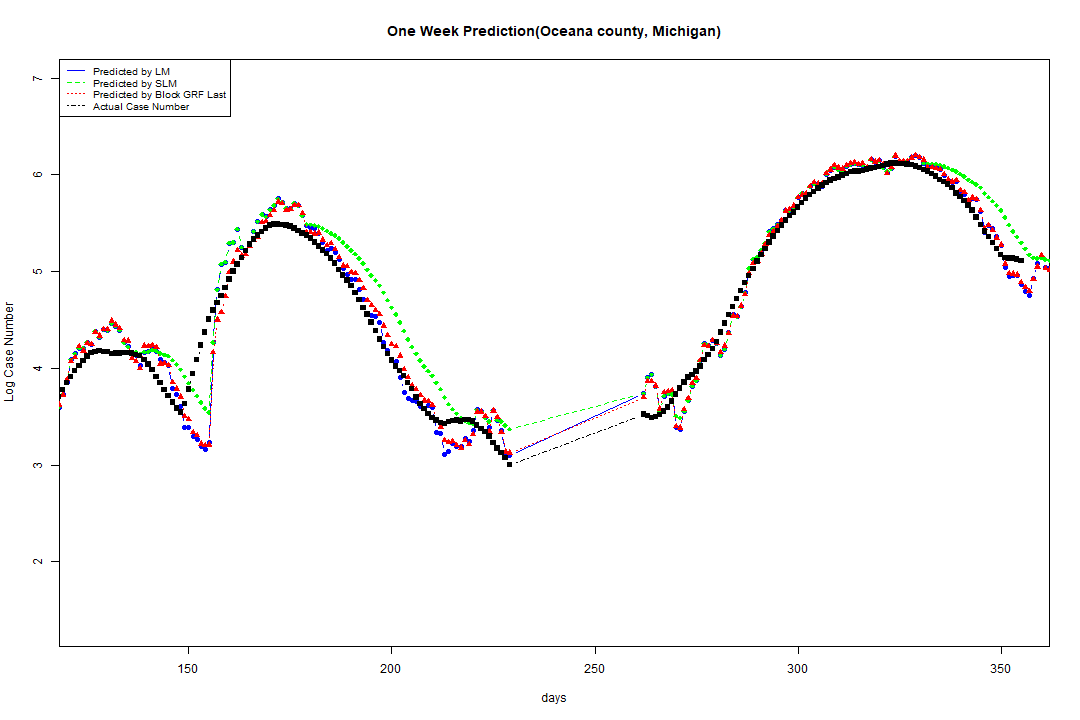 One Week Prediction(Oceana county, Michigan)
Predicted by LM
Predicted by SLM
Predicted by Block GRF Last
Actual Case Number
7
6
5
4
3
2
Log Case Number
150 200 250 300 350
days